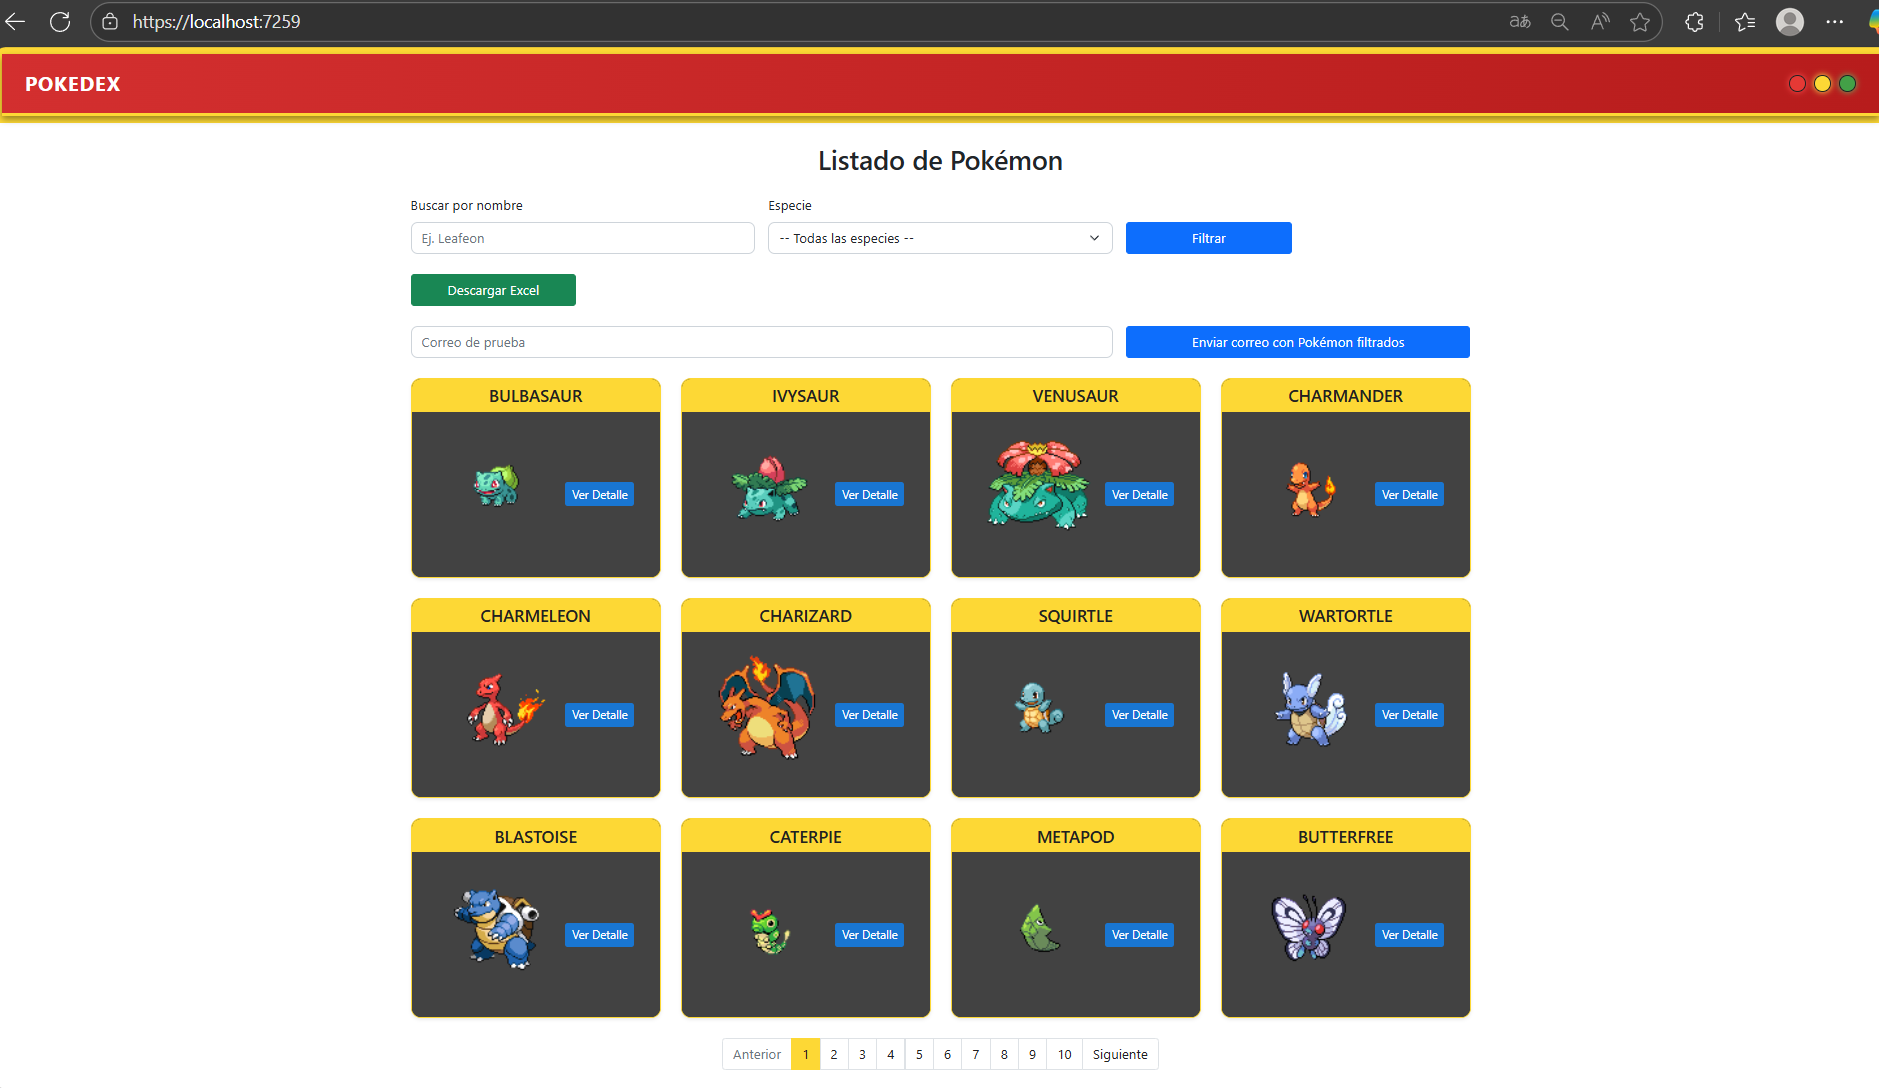 https://localhost:7259
POKEDEX
Listado de Pokémon
Buscar por nombre Especie
Ej. Leafeon -- Todas las especies -- Filtrar
Descargar Excel
Correo de prueba Enviar correo con Pokémon filtrados
BULBASAUR IVYSAUR VENUSAUR CHARMANDER
Ver Detalle Ver Detalle Ver Detalle Ver Detalle
CHARMELEON CHARIZARD SQUIRTLE WARTORTLE
Ver Detalle Ver Detalle Ver Detalle Ver Detalle
BLASTOISE CATERPIE METAPOD BUTTERFREE
Ver Detalle Ver Detalle Ver Detalle Ver Detalle
Anterior 1 2 3 4 5 6 7 8 9 10 Siguiente